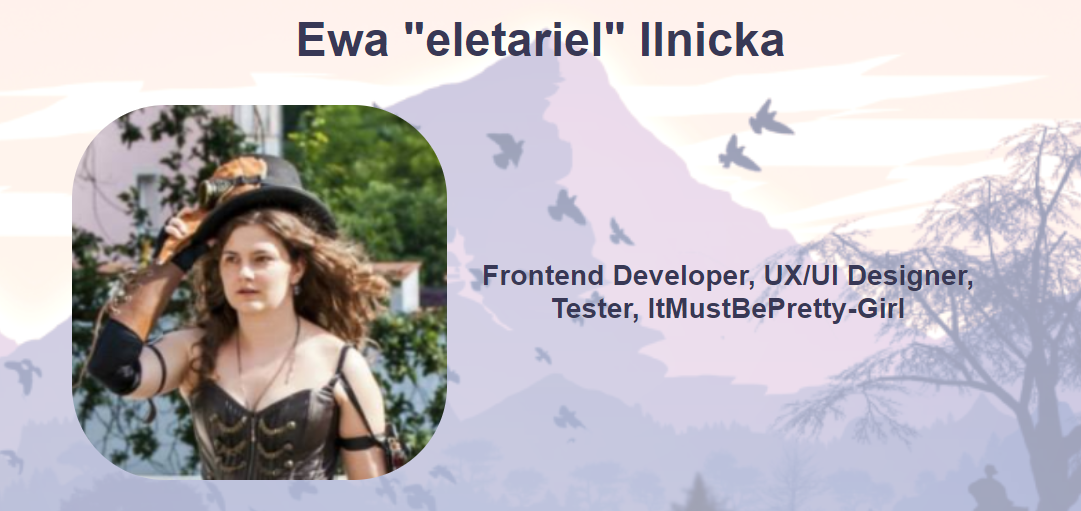 Ewa "eletariel" Ilnicka
Frontend Developer, UX/UI Designer,
Tester, ItMustBePretty-Girl